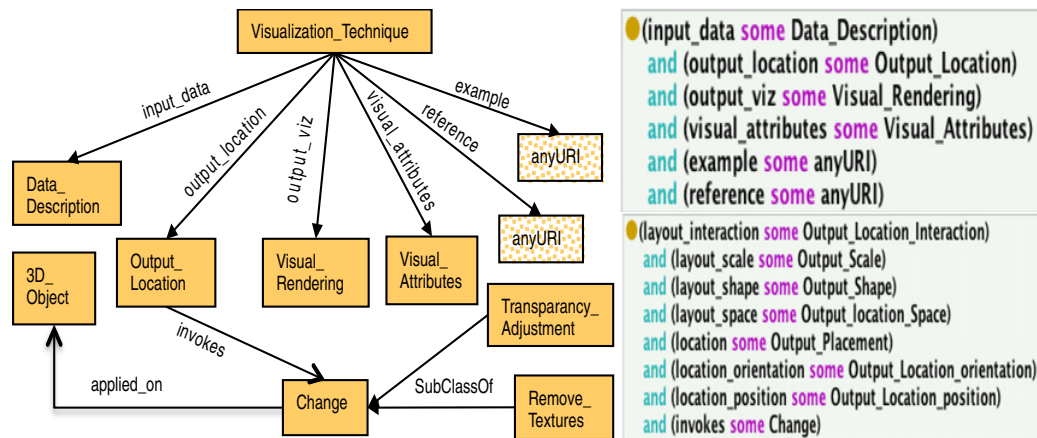 Visualization_Technique
input_data
output_location
output_viz
visual_attributes
reference
example
anyURI
Data_
Description
anyURI
3D_
Object
Output_
Location
Visual_
Rendering
Visual_
Attributes
Transparancy_
Adjustment
invokes
applied_on
Change
SubClassOf
Remove_
Textures
(input_data some Data_Description)
and (output_location some Output_Location)
and (output_viz some Visual_Rendering)
and (visual_attributes some Visual_Attributes)
and (example some anyURI)
and (reference some anyURI)
(layout_interaction some Output_Location_Interaction)
and (layout_scale some Output_Scale)
and (layout_shape some Output_Shape)
and (layout_space some Output_location_Space)
and (location some Output_Placement)
and (location_orientation some Output_Location_orientation)
and (location_position some Output_Location_position)
and (invokes some Change)